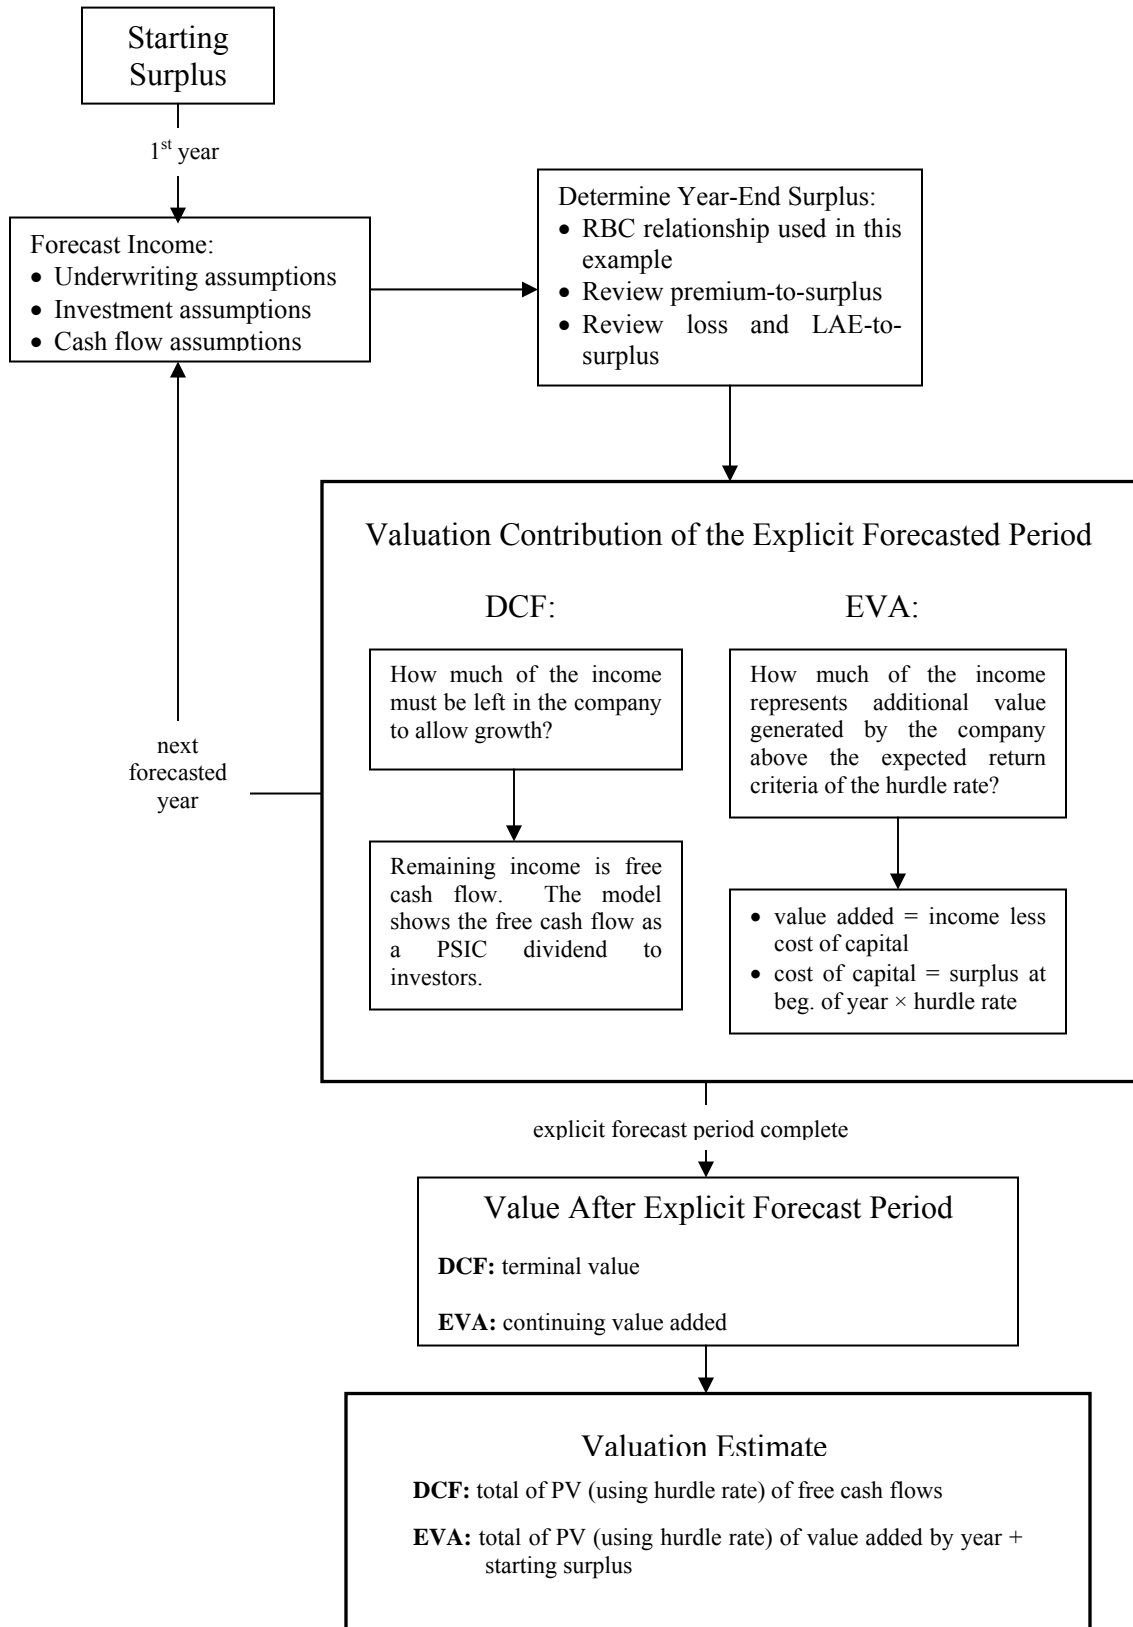 Starting
Surplus
1st year
Forecast Income:
• Underwriting assumptions
• Investment assumptions
• Cash flow assumptions
Determine Year-End Surplus:
• RBC relationship used in this
example
• Review premium-to-surplus
• Review loss and LAE-to-
surplus
Valuation Contribution of the Explicit Forecasted Period
DCF:
How much of the income
must be left in the company
to allow growth?
Remaining income is free
cash flow. The model
shows the free cash flow as
a PSIC dividend to
investors.
EVA:
How much of the income
represents additional value
generated by the company
above the expected return
criteria of the hurdle rate?
• value added = income less
cost of capital
• cost of capital = surplus at
beg. of year × hurdle rate
next
forecasted
year
explicit forecast period complete
Value After Explicit Forecast Period
DCF: terminal value
EVA: continuing value added
Valuation Estimate
DCF: total of PV (using hurdle rate) of free cash flows
EVA: total of PV (using hurdle rate) of value added by year +
starting surplus